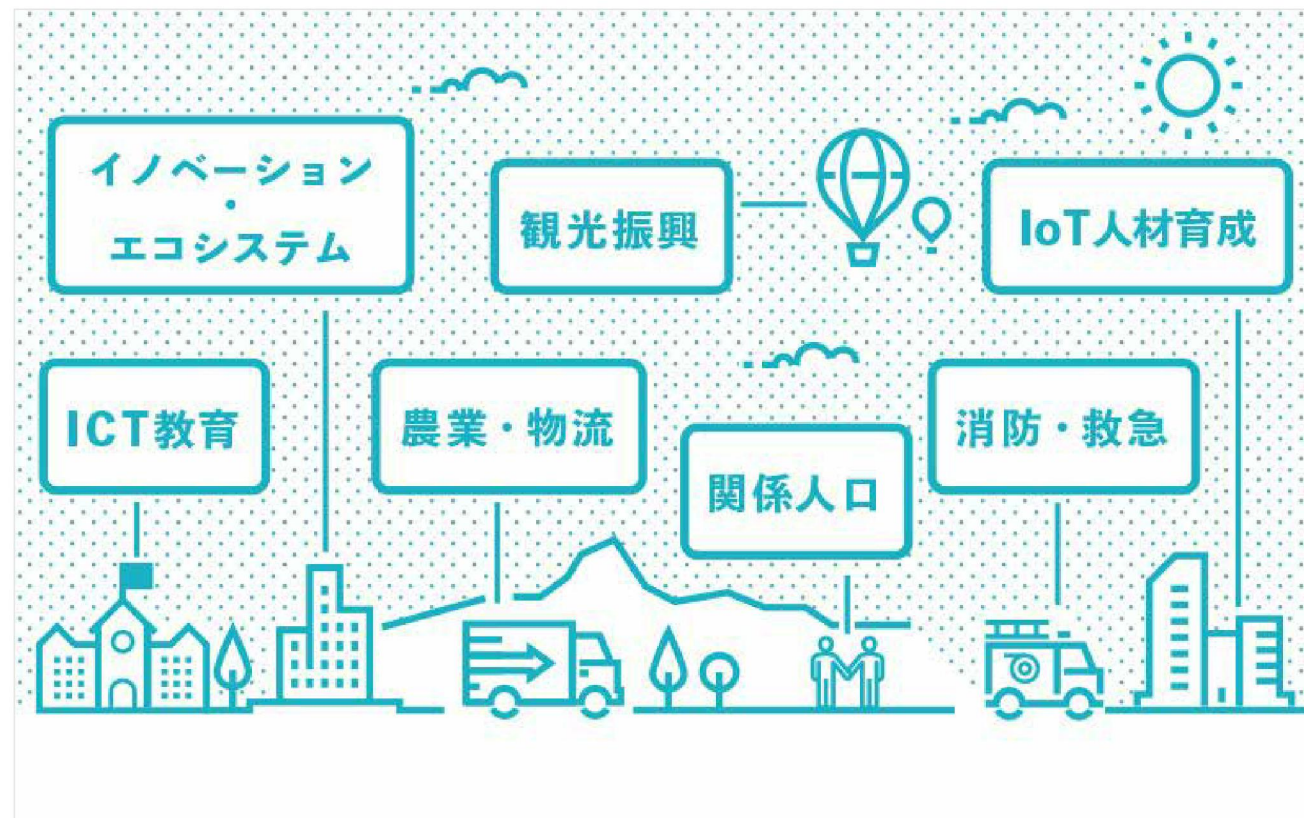 イノベーション
・
エコシステム
観光振興
IoT人材育成
ICT教育
農業・物流
関係人口
消防・救急